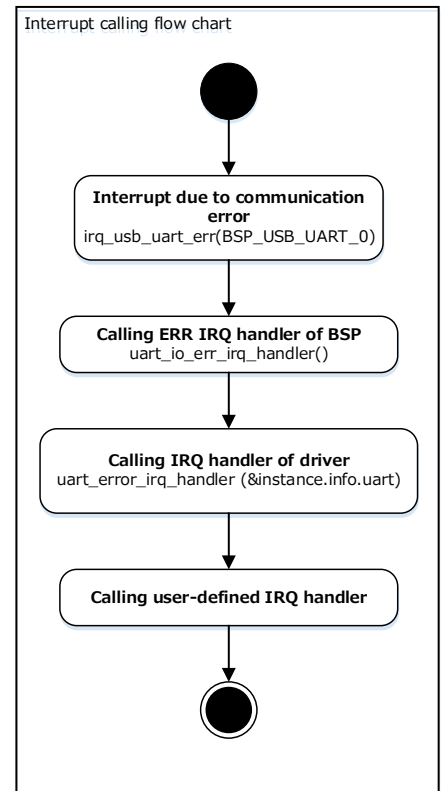 Interrupt calling flow chart
Interrupt due to communication
error
irq_usb_uart_err(BSP_USB_UART_0)
Calling ERR IRQ handler of BSP
uart_io_err_irq_handler()
Calling IRQ handler of driver
uart_error_irq_handler (&instance.info.uart)
Calling user-defined IRQ handler